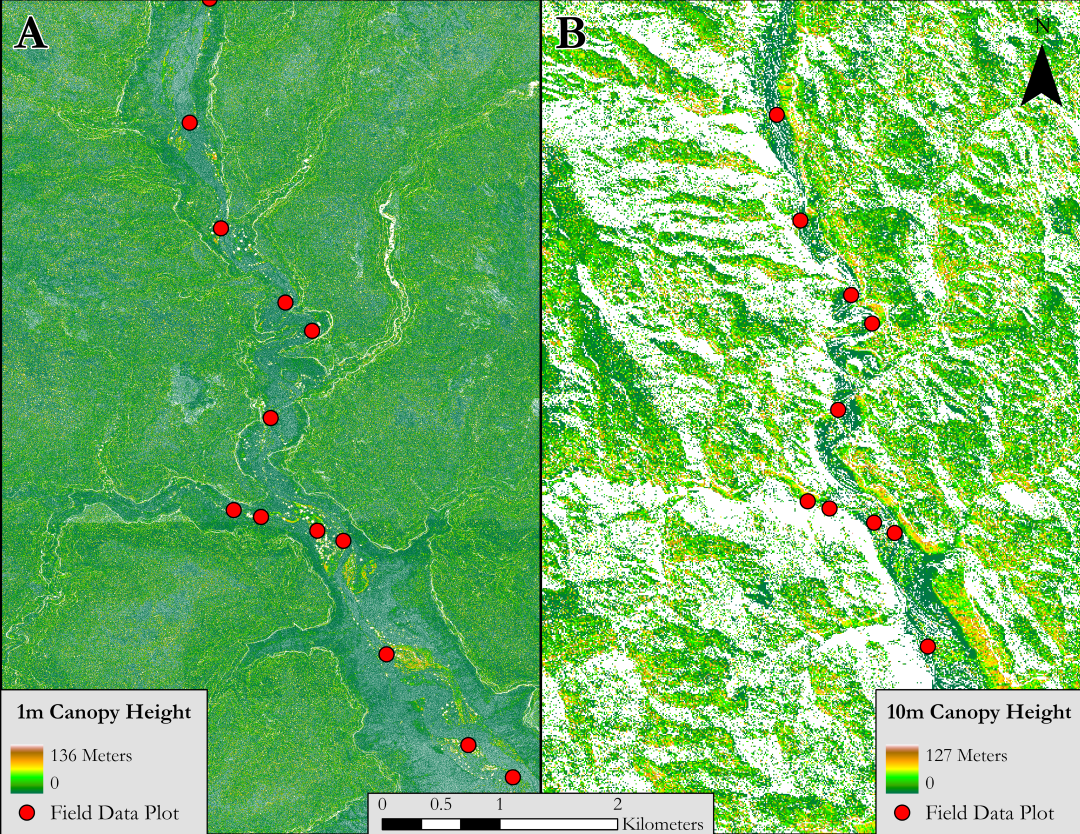 A
B
N
1m Canopy Height
136 Meters
0
Field Data Plot
10m Canopy Height
127 Meters
0
Field Data Plot
0 0.5 1 2
Kilometers